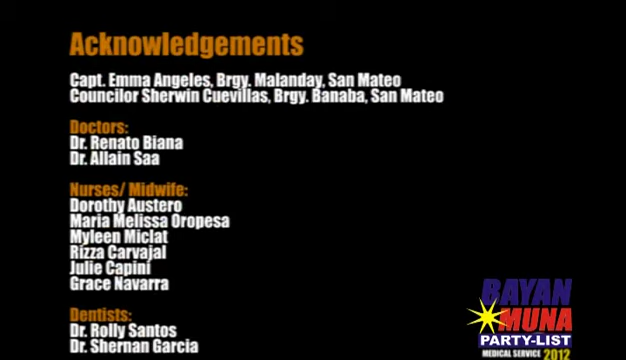 Acknowledgements
Capt. Emma Angeles, Brgy. Malanday, San Mateo
Councilor Sherwin Cuevillas, Brgy. Banaba, San Mateo
Doctors:
Dr. Renato Biana
Dr. Allain Saa
Nurses/ Midwife:
Dorothy Austero
Maria Melissa Oropesa
Myleen Miclat
Rizza Carvajal
Julie Capini
Grace Navarra
Dentists:
Dr. Rolly Santos
Dr. Shernan Garcia
BAYAN
MUNA
PARTY-LIST
MEDICAL SERVICE 2012